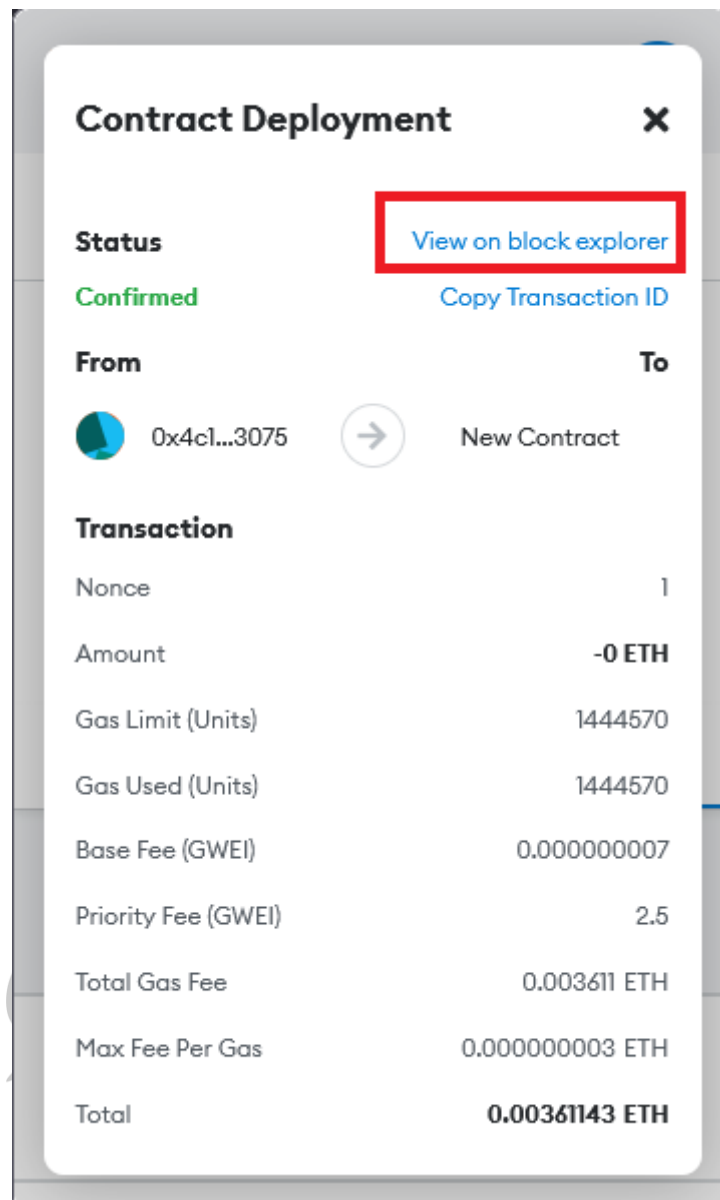 Contract Deployment
Status View on block explorer
Confirmed Copy Transaction ID
From To
0x4c1...3075 New Contract
Transaction
Nonce 1
Amount -0 ETH
Gas Limit (Units) 1444570
Gas Used (Units) 1444570
Base Fee (GWEI) 0.000000007
Priority Fee (GWEI) 2.5
Total Gas Fee 0.003611 ETH
Max Fee Per Gas 0.000000003 ETH
Total 0.00361143 ETH